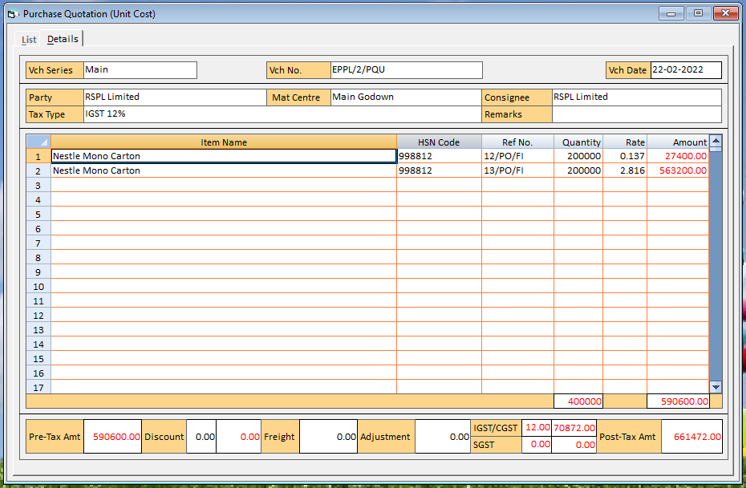 Purchase Quotation (Unit Cost)
List Details
Vch Series Main Vch No. EPPL/2/PQU Vch Date 22-02-2022
Party RSPL Limited Mat Centre Main Godown Consignee RSPL Limited
Tax Type IGST 12% Remarks
Item Name HSN Code Ref No. Quantity Rate Amount
1 Nestle Mono Carton 998812 12/PO/FI 200000 0.137 27400.00
2 Nestle Mono Carton 998812 13/PO/FI 200000 2.816 563200.00
3
4
5
6
7
8
9
10
11
12
13
14
15
16
17
400000 590600.00
Pre-Tax Amt 590600.00 Discount 0.00 0.00 Freight 0.00 Adjustment 0.00 IGST/CGST 12.00 70872.00 Post-Tax Amt 661472.00
SGST 0.00 0.00